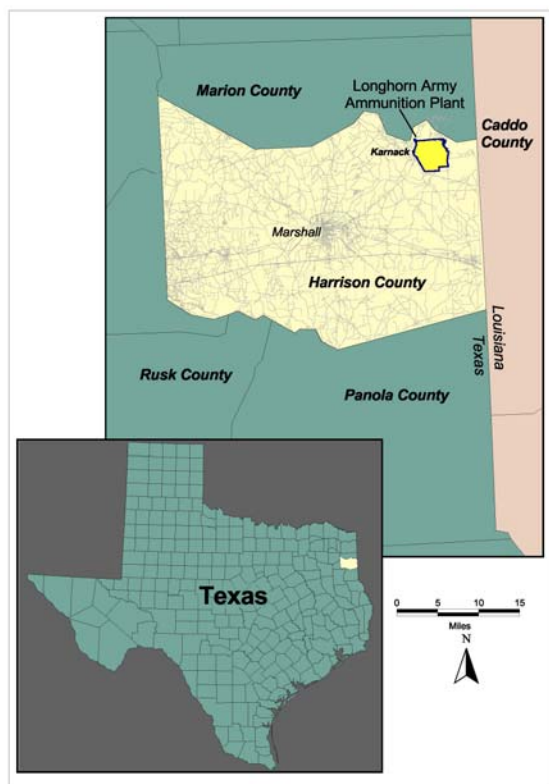 Marion County
Longhorn Army
Ammunition Plant
Caddo
County
Karnack
Marshall
Harrison County
Louisiana
Texas
Rusk County
Panola County
Texas
0 5 10 15
Miles
N